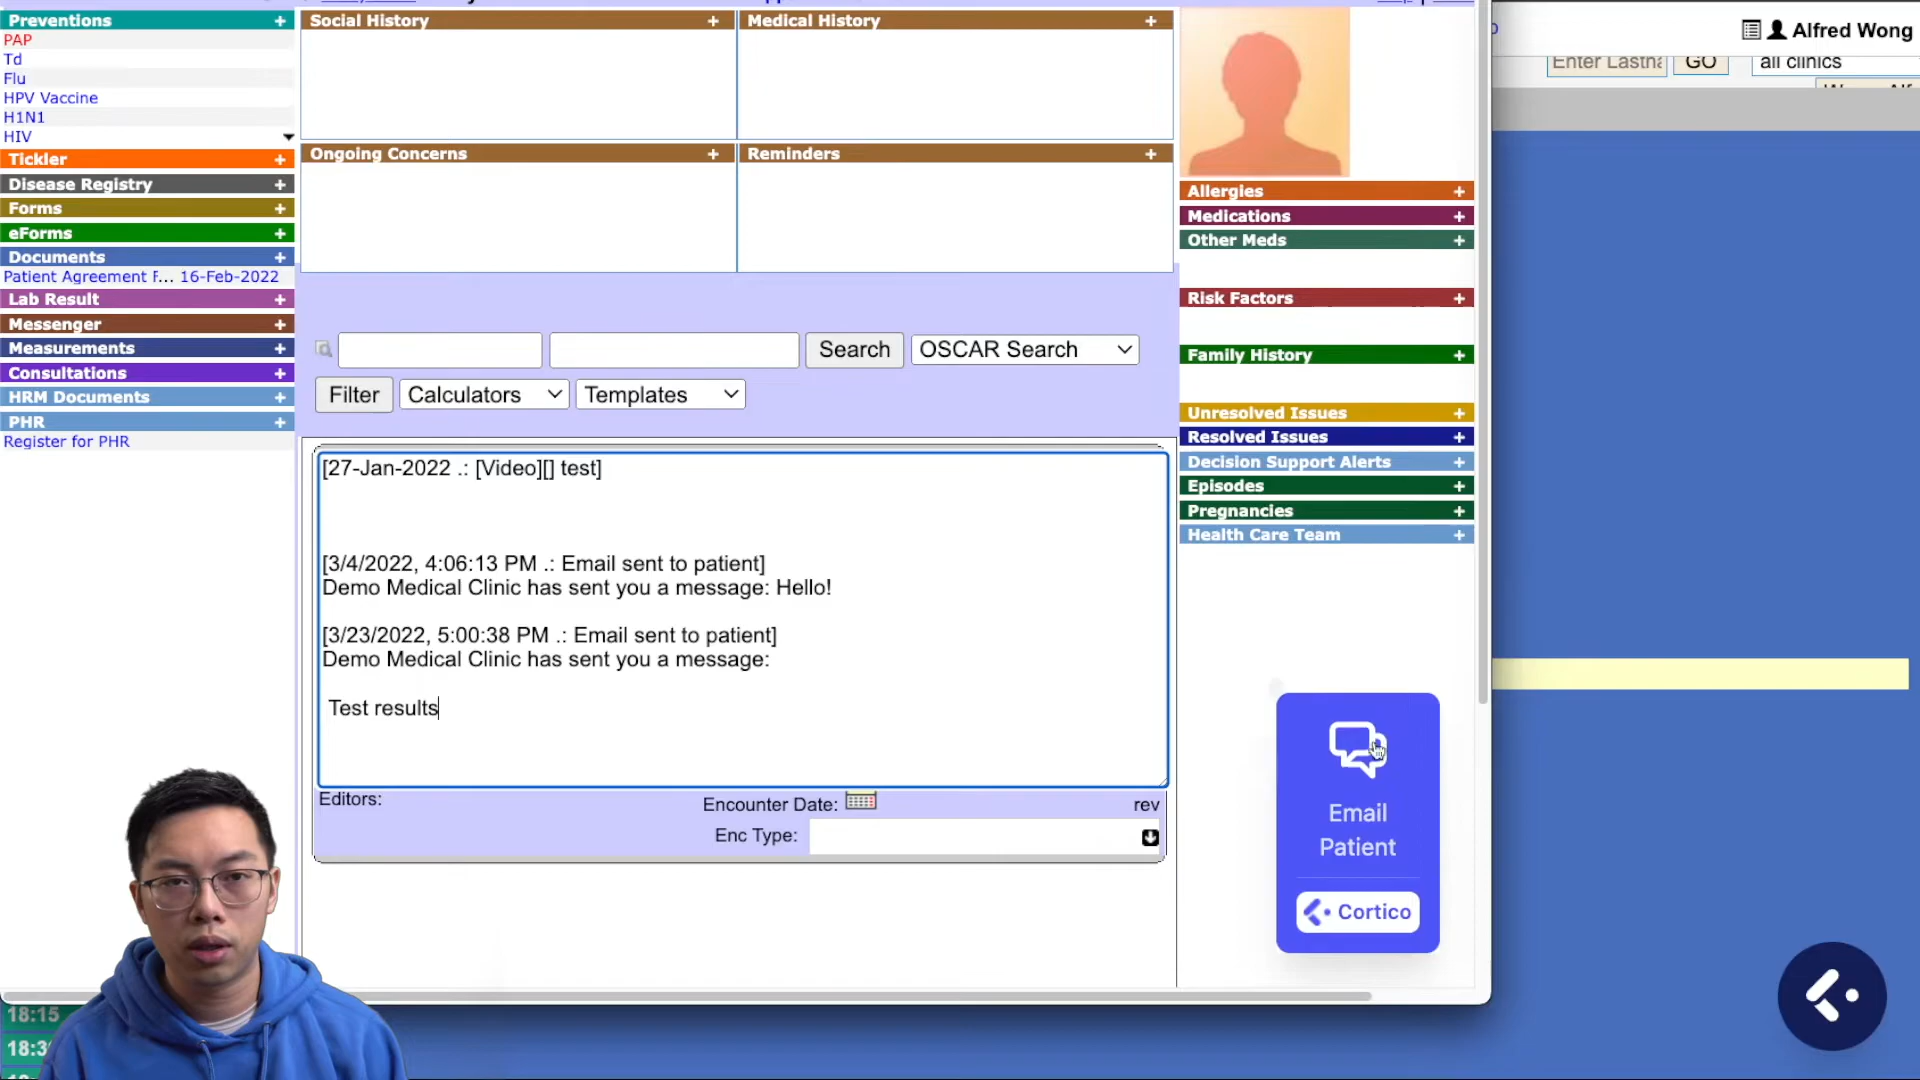 Preventions +
PAP
Td
Flu
HPV Vaccine
H1N1
HIV
Tickler +
Disease Registry +
Forms +
eForms +
Documents +
Patient Agreement F... 16-Feb-2022
Lab Result +
Messenger +
Measurements +
Consultations +
HRM Documents +
PHR +
Register for PHR
Social History +
Medical History +
Ongoing Concerns +
Reminders +
Search
OSCAR Search
Filter
Calculators
Templates
[27-Jan-2022 .: [Video][] test]
[3/4/2022, 4:06:13 PM .: Email sent to patient]
Demo Medical Clinic has sent you a message: Hello!
[3/23/2022, 5:00:38 PM .: Email sent to patient]
Demo Medical Clinic has sent you a message:
Test results
Editors:
Encounter Date:
rev
Enc Type:
Allergies +
Medications +
Other Meds +
Risk Factors +
Family History +
Unresolved Issues +
Resolved Issues +
Decision Support Alerts +
Episodes +
Pregnancies +
Health Care Team +
Email
Patient
Cortico
Alfred Wong
Enter Lastna
GO
all clinics
18:15
18:3